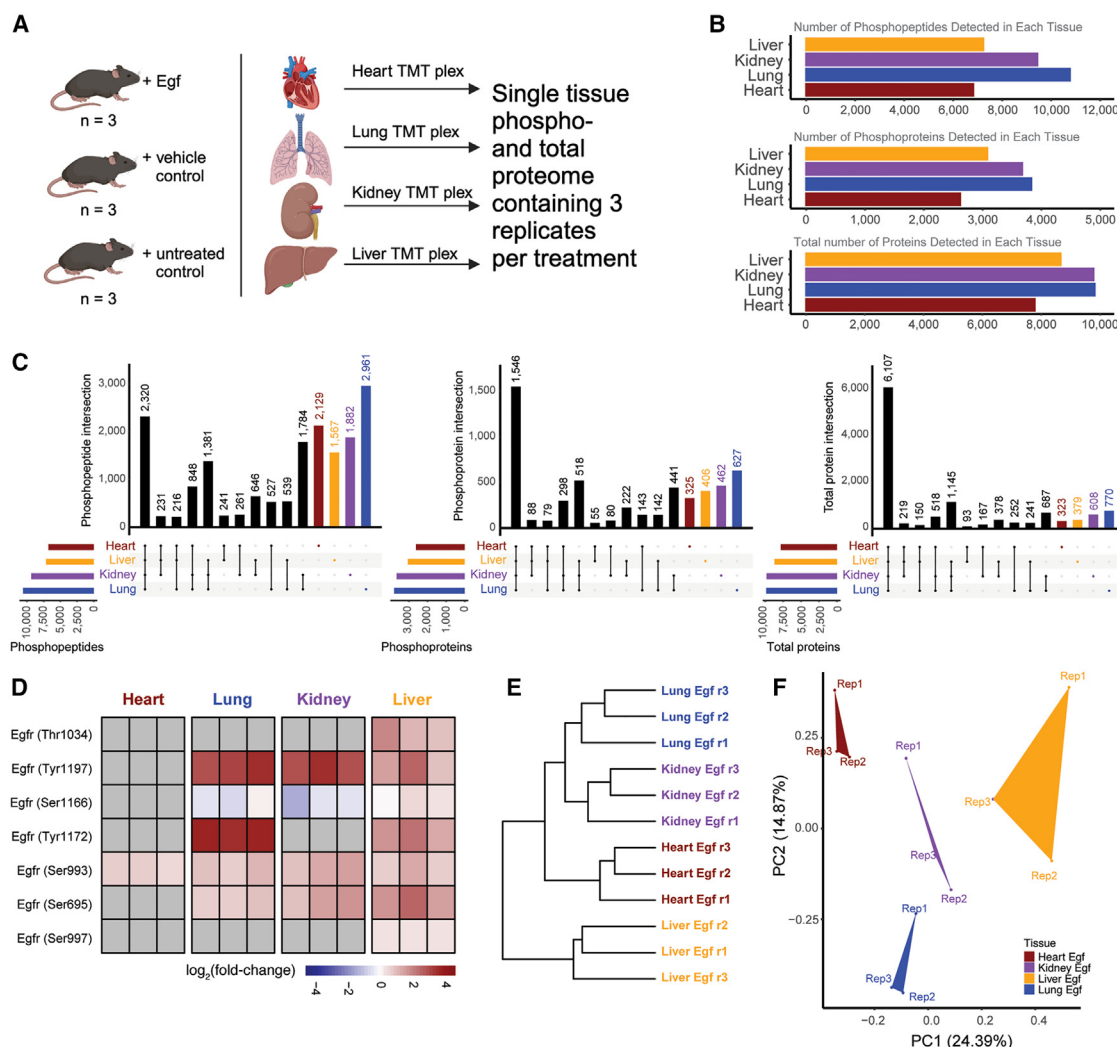 A
+ Egf
n = 3
+ vehicle
control
n = 3
+ untreated
control
n = 3
Heart TMT plex
Lung TMT plex
Kidney TMT plex
Liver TMT plex
Single tissue
phospho-
and total
proteome
containing 3
replicates
per treatment
B
Number of Phosphopeptides Detected in Each Tissue
Liver
Kidney
Lung
Heart
0 2,000 4,000 6,000 8,000 10,000 12,000
Number of Phosphoproteins Detected in Each Tissue
Liver
Kidney
Lung
Heart
0 1,000 2,000 3,000 4,000 5,000
Total number of Proteins Detected in Each Tissue
Liver
Kidney
Lung
Heart
0 2,000 4,000 6,000 8,000 10,000
C
Phosphopeptide intersection
3,000
2,000
1,000
0
2,320 231 216 848 1,381 241 261 646 527 539 1,784 2,129 1,567 1,882 2,961
Heart
Liver
Kidney
Lung
10,000 7,500 5,000 2,500 0
Phosphopeptides
Phosphoprotein intersection
1,500
1,000
500
0
1,546 88 79 298 518 55 80 222 143 142 441 325 406 462 627
Heart
Liver
Kidney
Lung
3,000 2,000 1,000 0
Phosphoproteins
Total protein intersection
6,000
4,000
2,000
0
6,107 219 150 518 1,145 93 167 378 252 241 687 323 379 608 770
Heart
Liver
Kidney
Lung
10,000 7,500 5,000 2,500 0
Total proteins
D
Heart Lung Kidney Liver
Egfr (Thr1034)
Egfr (Tyr1197)
Egfr (Ser1166)
Egfr (Tyr1172)
Egfr (Ser993)
Egfr (Ser695)
Egfr (Ser997)
log2(fold-change)
-4 -2 0 2 4
E
Lung Egf r3
Lung Egf r2
Lung Egf r1
Kidney Egf r3
Kidney Egf r2
Kidney Egf r1
Heart Egf r3
Heart Egf r2
Heart Egf r1
Liver Egf r2
Liver Egf r1
Liver Egf r3
F
PC2 (14.87%)
0.25
0.00
−0.25
Rep1
Rep3
Rep2
Rep1
Rep3
Rep2
Rep1
Rep3
Rep2
Rep1
Rep3
Rep2
Tissue
Heart Egf
Kidney Egf
Liver Egf
Lung Egf
−0.2 0.0 0.2 0.4
PC1 (24.39%)